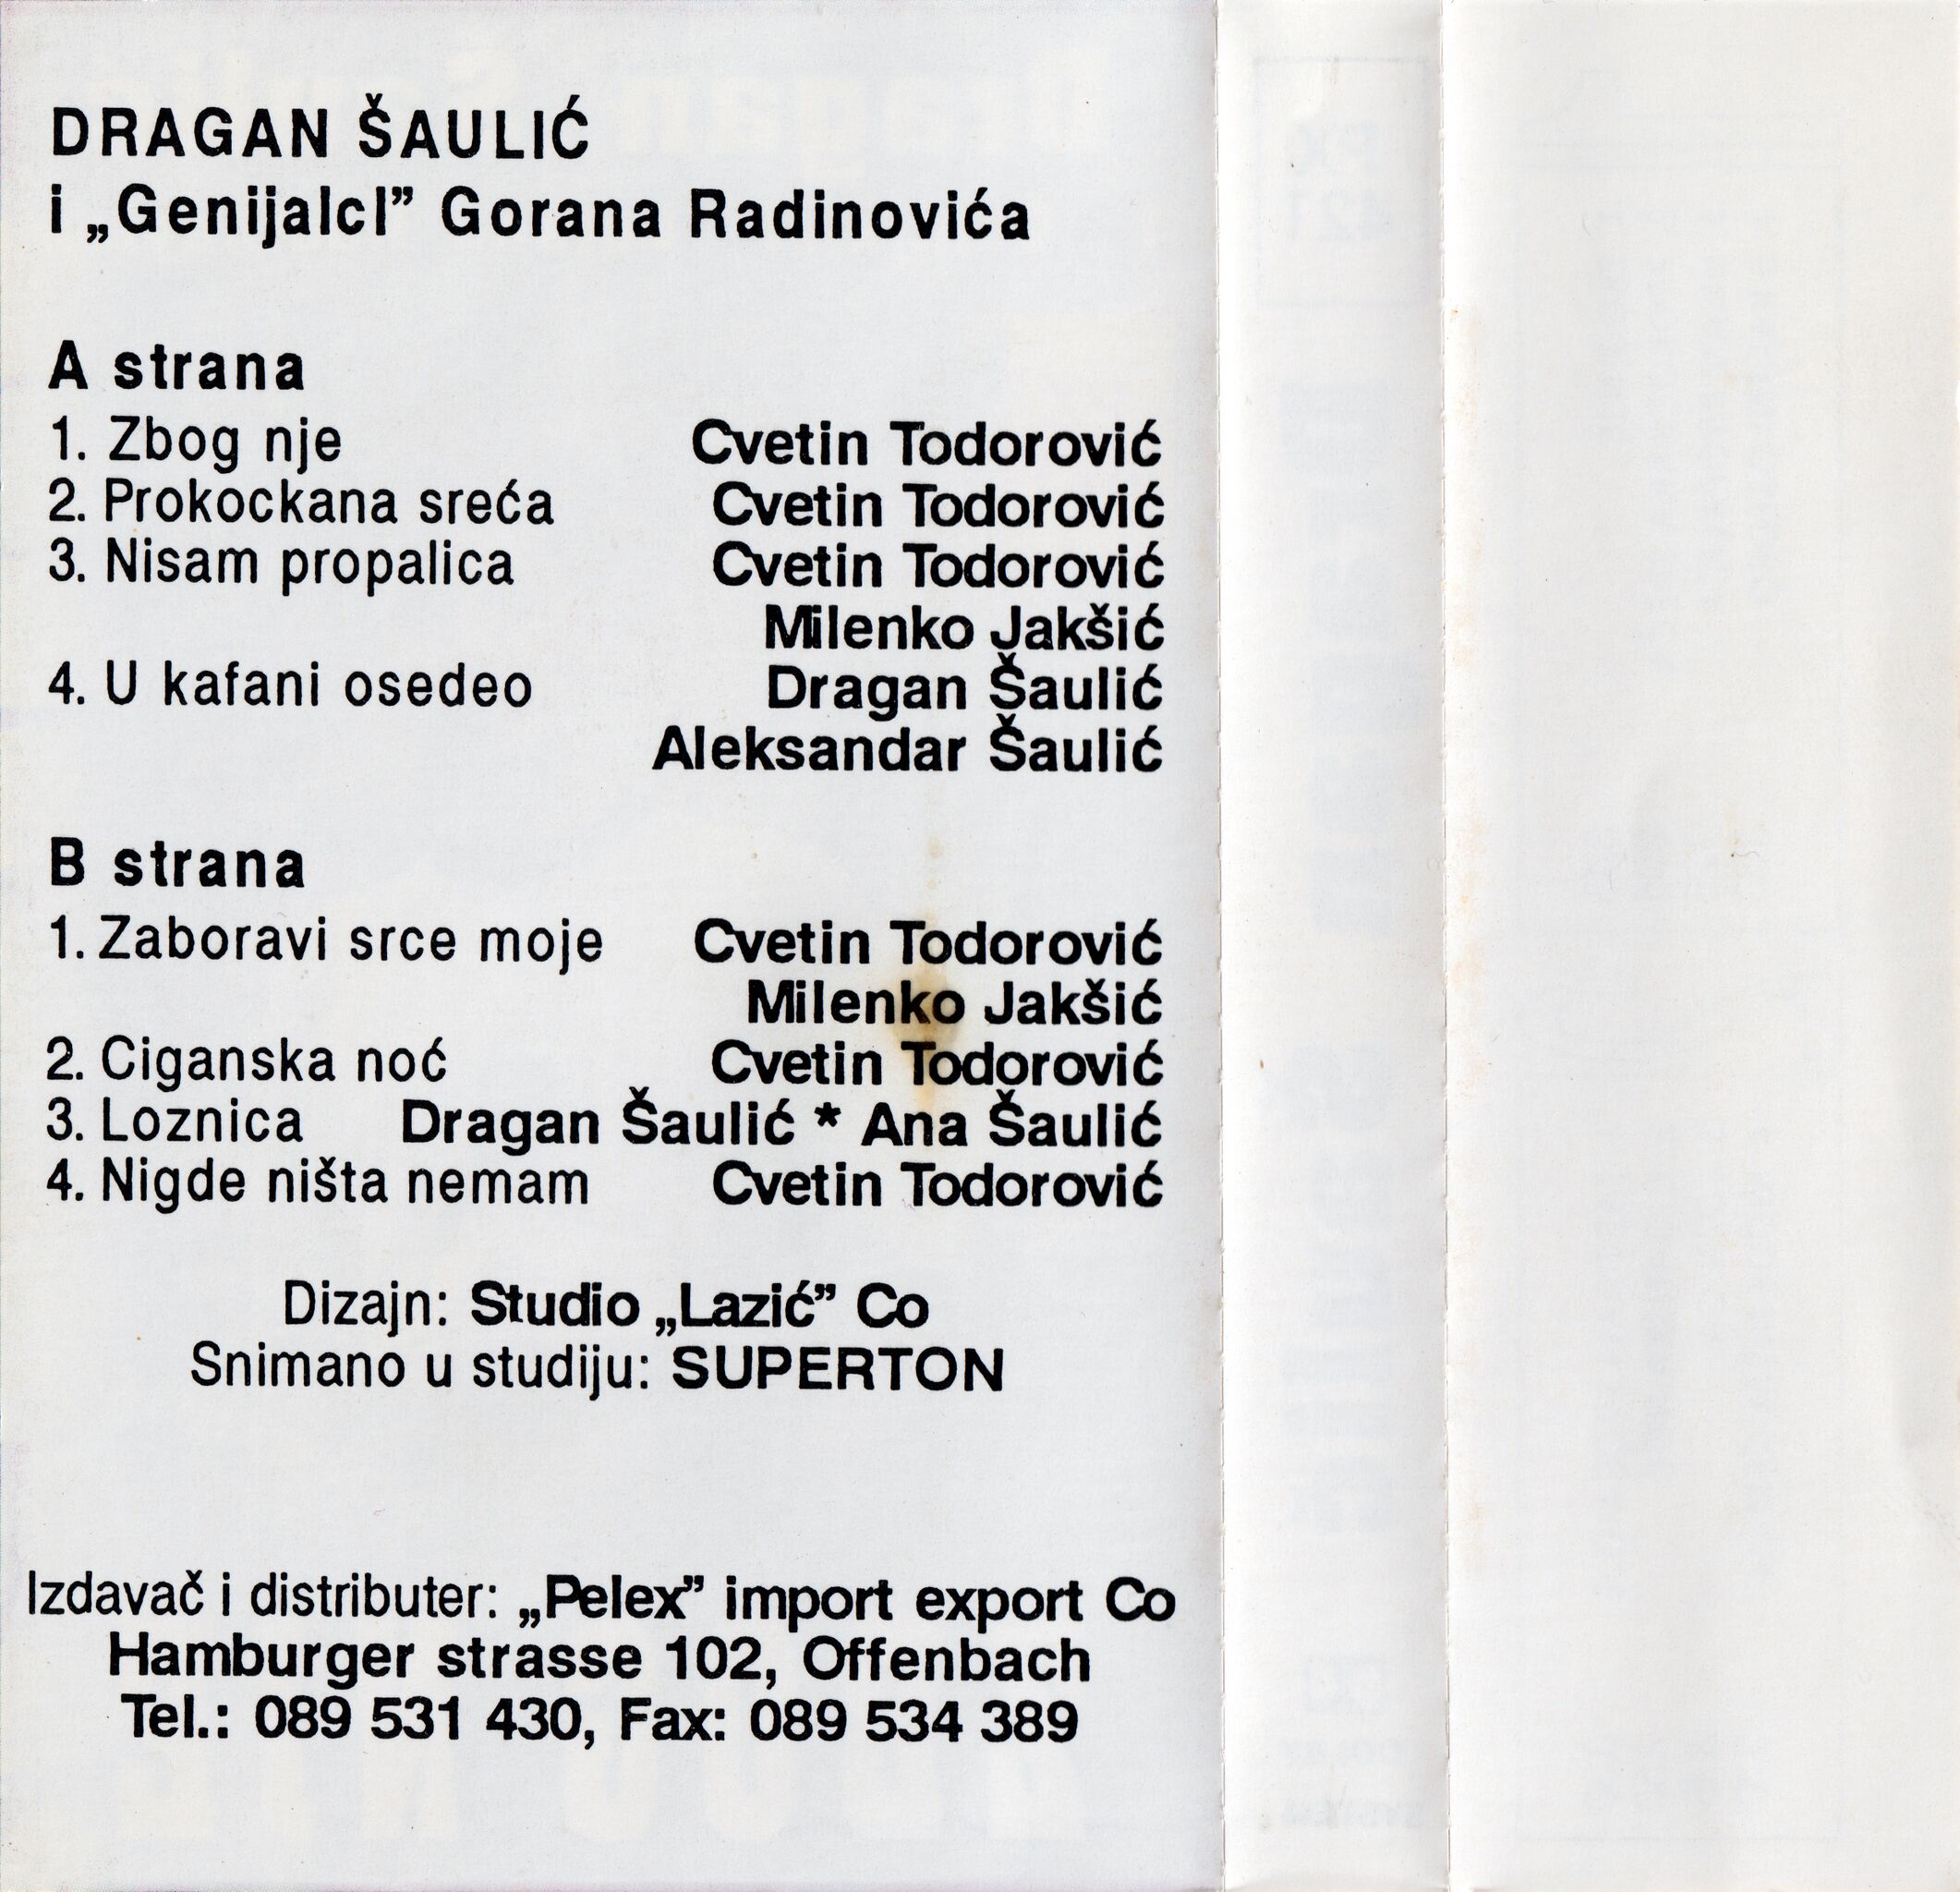 DRAGAN ŠAULIĆ
i „Genijalcl” Gorana Radinovića
A strana
1. Zbog nje Cvetin Todorović
2. Prokockana sreća Cvetin Todorović
3. Nisam propalica Cvetin Todorović
Milenko Jakšić
4. U kafani osedeo Dragan Šaulić
Aleksandar Šaulić
B strana
1. Zaboravi srce moje Cvetin Todorović
Milenko Jakšić
2. Ciganska noć Cvetin Todorović
3. Loznica Dragan Šaulić * Ana Šaulić
4. Nigde ništa nemam Cvetin Todorović
Dizajn: Studio „Lazić” Co
Snimano u studiju: SUPERTON
Izdavač i distributer: „Pelex” import export Co
Hamburger strasse 102, Offenbach
Tel.: 089 531 430, Fax: 089 534 389